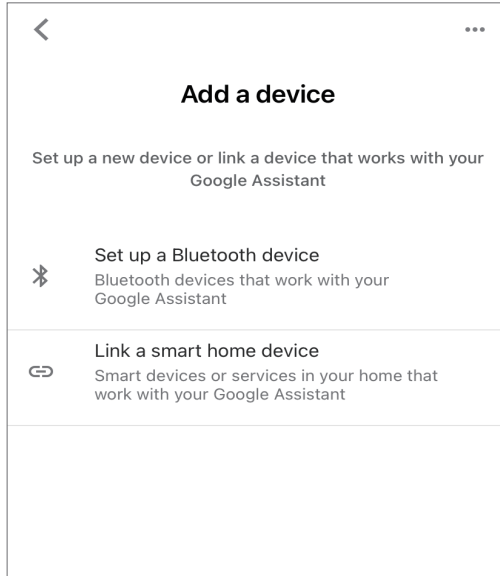 Add a device
Set up a new device or link a device that works with your
Google Assistant
Set up a Bluetooth device
Bluetooth devices that work with your
Google Assistant
Link a smart home device
Smart devices or services in your home that
work with your Google Assistant